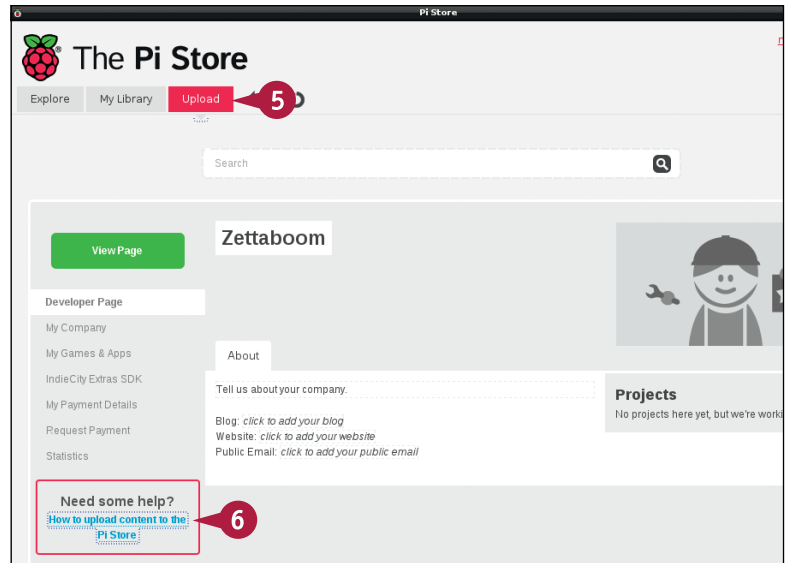 Pi Store
The Pi Store
Explore My Library Upload
5
Search
View Page
Zettaboom
Developer Page
My Company
My Games & Apps
IndieCity Extras SDK
My Payment Details
Request Payment
Statistics
About
Tell us about your company.
Blog: click to add your blog
Website: click to add your website
Public Email: click to add your public email
Projects
No projects here yet, but we're
Need some help?
How to upload content to the
Pi Store
6